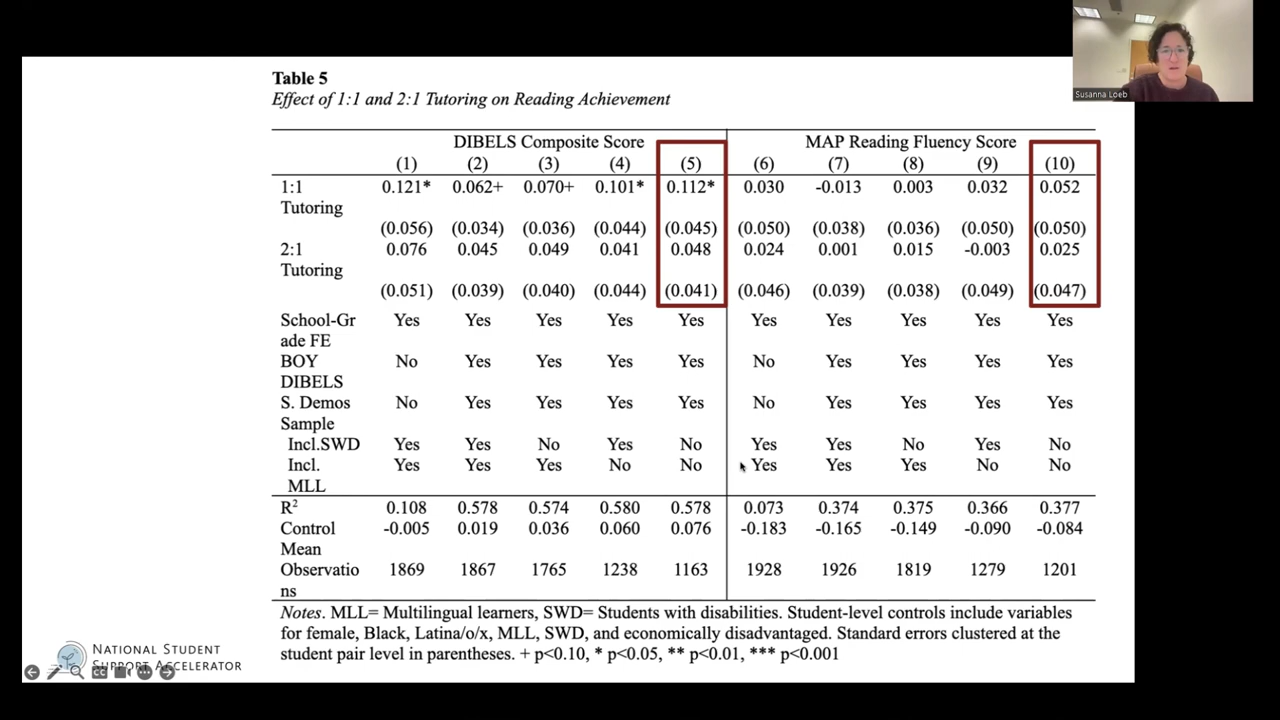 Susanna Loeb
Table 5
Effect of 1:1 and 2:1 Tutoring on Reading Achievement
DIBELS Composite Score MAP Reading Fluency Score
(1) (2) (3) (4) (5) (6) (7) (8) (9) (10)
1:1 0.121* 0.062+ 0.070+ 0.101* 0.112* 0.030 -0.013 0.003 0.032 0.052
Tutoring
(0.056) (0.034) (0.036) (0.044) (0.045) (0.050) (0.038) (0.036) (0.050) (0.050)
2:1 0.076 0.045 0.049 0.041 0.048 0.024 0.001 0.015 -0.003 0.025
Tutoring
(0.051) (0.039) (0.040) (0.044) (0.041) (0.046) (0.039) (0.038) (0.049) (0.047)
School-Gr Yes Yes Yes Yes Yes Yes Yes Yes Yes Yes
ade FE
BOY No Yes Yes Yes Yes No Yes Yes Yes Yes
DIBELS
S. Demos No Yes Yes Yes Yes No Yes Yes Yes Yes
Sample
Incl.SWD Yes Yes No Yes No Yes Yes No Yes No
Incl. Yes Yes Yes No No Yes Yes Yes No No
MLL
R2 0.108 0.578 0.574 0.580 0.578 0.073 0.374 0.375 0.366 0.377
Control -0.005 0.019 0.036 0.060 0.076 -0.183 -0.165 -0.149 -0.090 -0.084
Mean
Observatio 1869 1867 1765 1238 1163 1928 1926 1819 1279 1201
ns
Notes. MLL= Multilingual learners, SWD= Students with disabilities. Student-level controls include variables
for female, Black, Latina/o/x, MLL, SWD, and economically disadvantaged. Standard errors clustered at the
student pair level in parentheses. + p<0.10, * p<0.05, ** p<0.01, *** p<0.001
NATIONAL STUDENT
SUPPORT ACCELERATOR